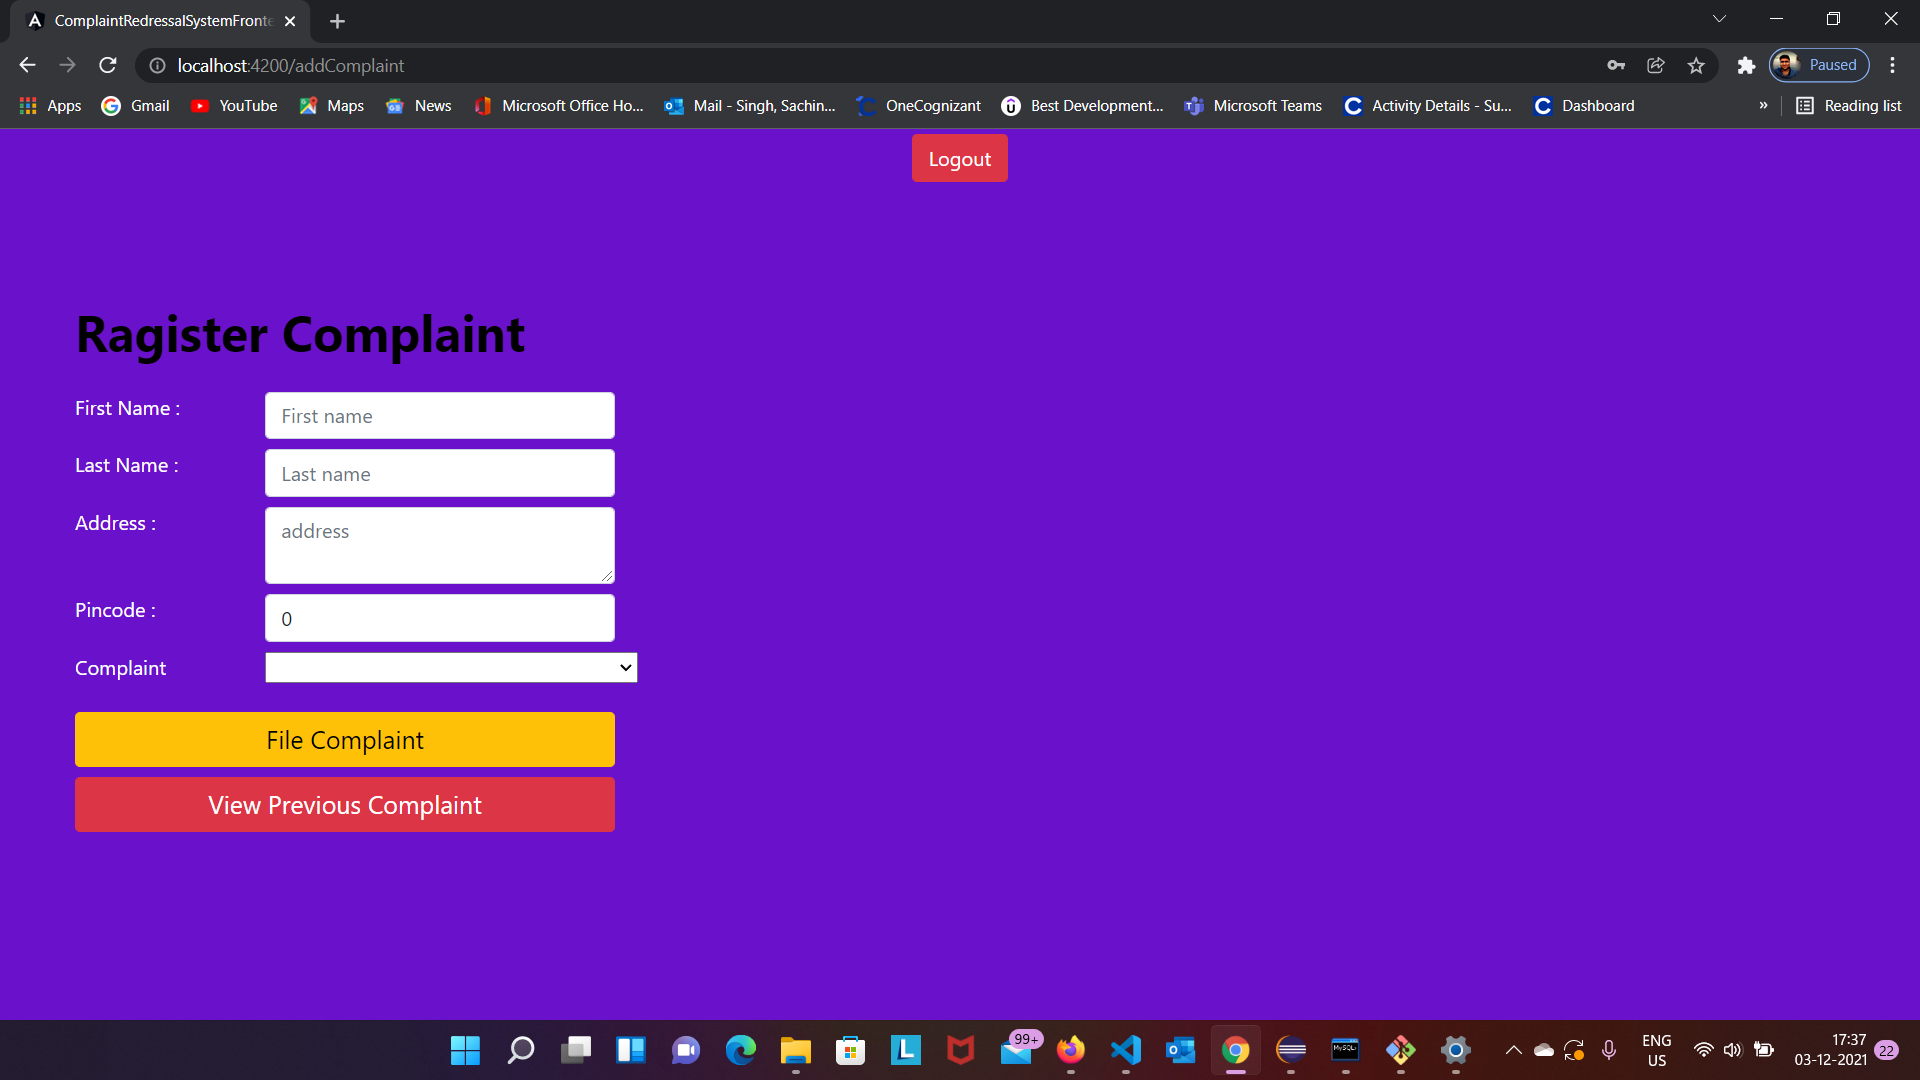 ComplaintRedressalSystemFronte
localhost:4200/addComplaint
Paused
Apps Gmail YouTube Maps News Microsoft Office Ho... Mail - Singh, Sachin... OneCognizant Best Development... Microsoft Teams Activity Details - Su... Dashboard » Reading list
Logout
Ragister Complaint
First Name : First name
Last Name : Last name
Address : address
Pincode : 0
Complaint
File Complaint
View Previous Complaint
99+
MySQL
ENG
US
17:37
03-12-2021
22